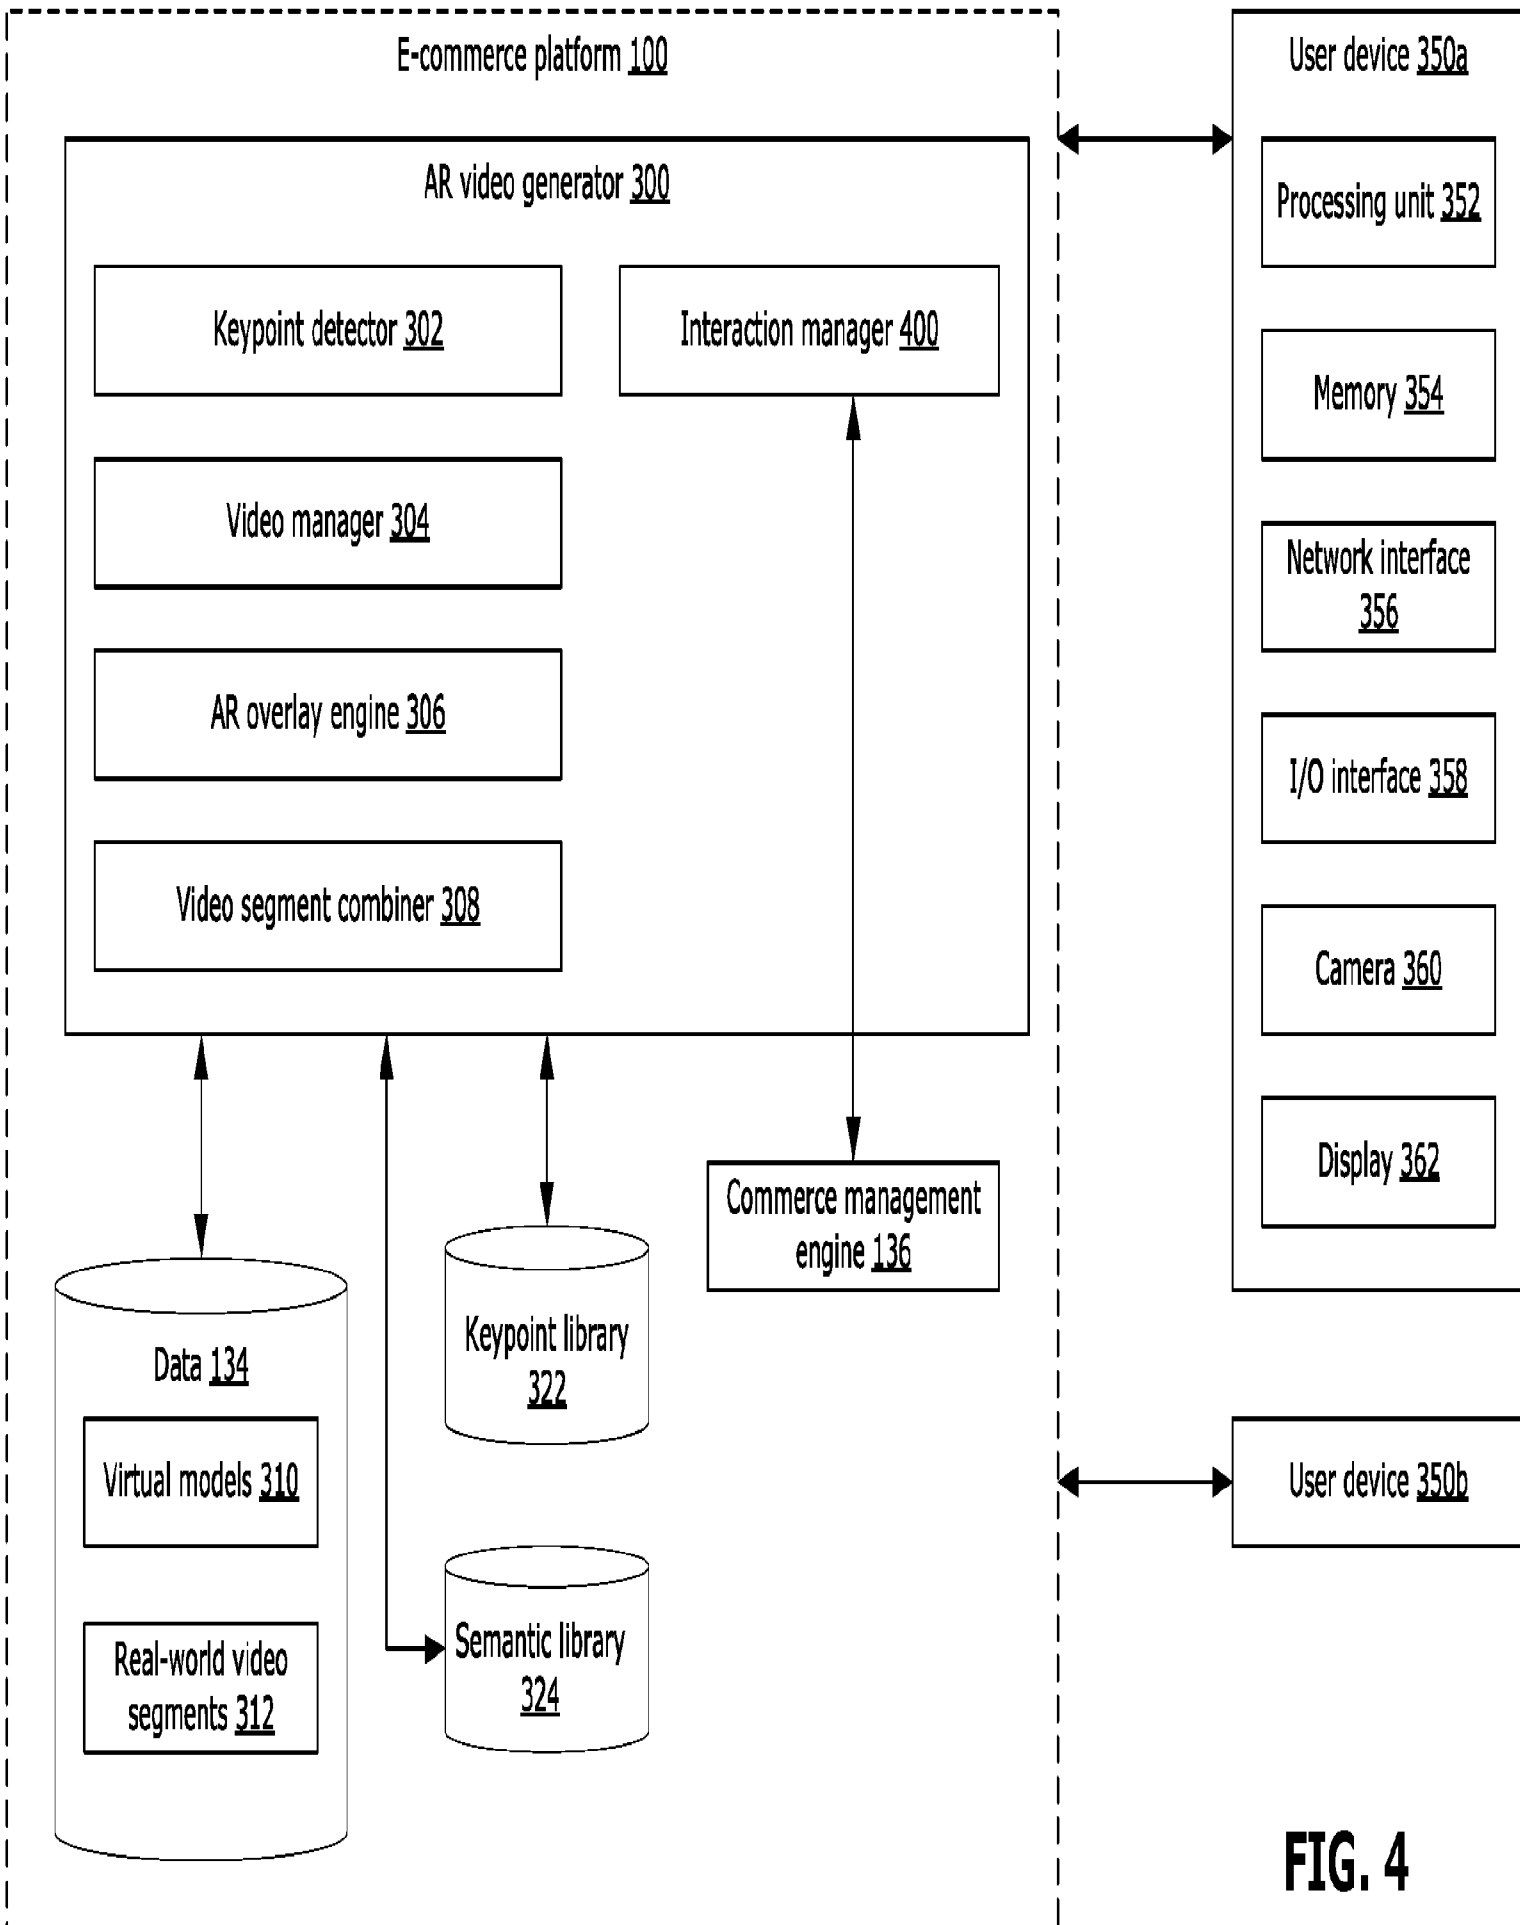 E-commerce platform 100
AR video generator 300
Keypoint detector 302
Interaction manager 400
Video manager 304
AR overlay engine 306
Video segment combiner 308
Commerce management
engine 136
Keypoint library
322
Data 134
Virtual models 310
Real-world video
segments 312
Semantic library
324
User device 350a
Processing unit 352
Memory 354
Network interface
356
I/O interface 358
Camera 360
Display 362
User device 350b
FIG. 4